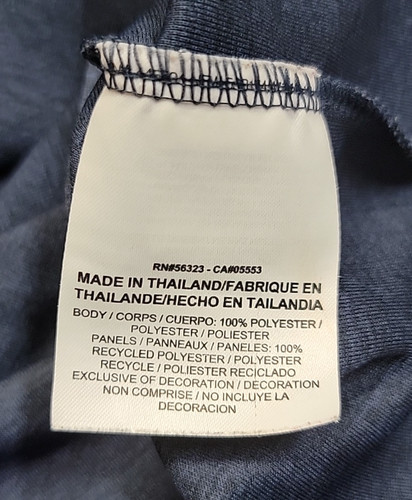 RN#56323 - CA#05553
MADE IN THAILAND/FABRIQUE EN
THAILANDE/HECHO EN TAILANDIA
BODY / CORPS / CUERPO: 100% POLYESTER /
POLYESTER / POLIESTER
PANELS / PANNEAUX / PANELES: 100%
RECYCLED POLYESTER / POLYESTER
RECYCLE / POLIESTER RECICLADO
EXCLUSIVE OF DECORATION / DECORATION
NON COMPRISE / NO INCLUYE LA
DECORACION